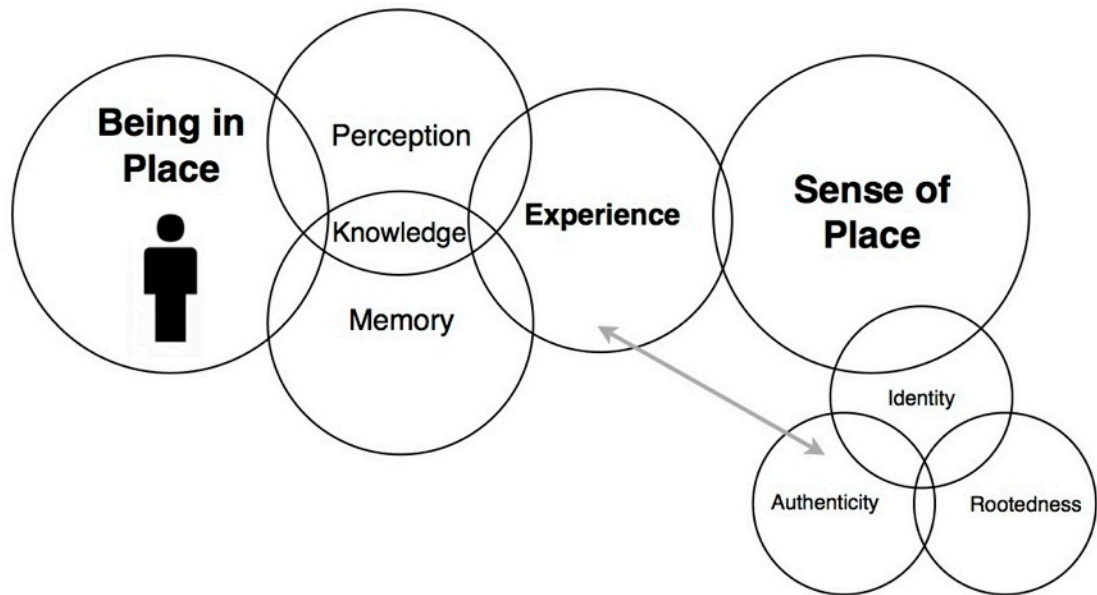 Being in
Place
Perception
Knowledge
Memory
Experience
Sense of
Place
Identity
Authenticity
Rootedness